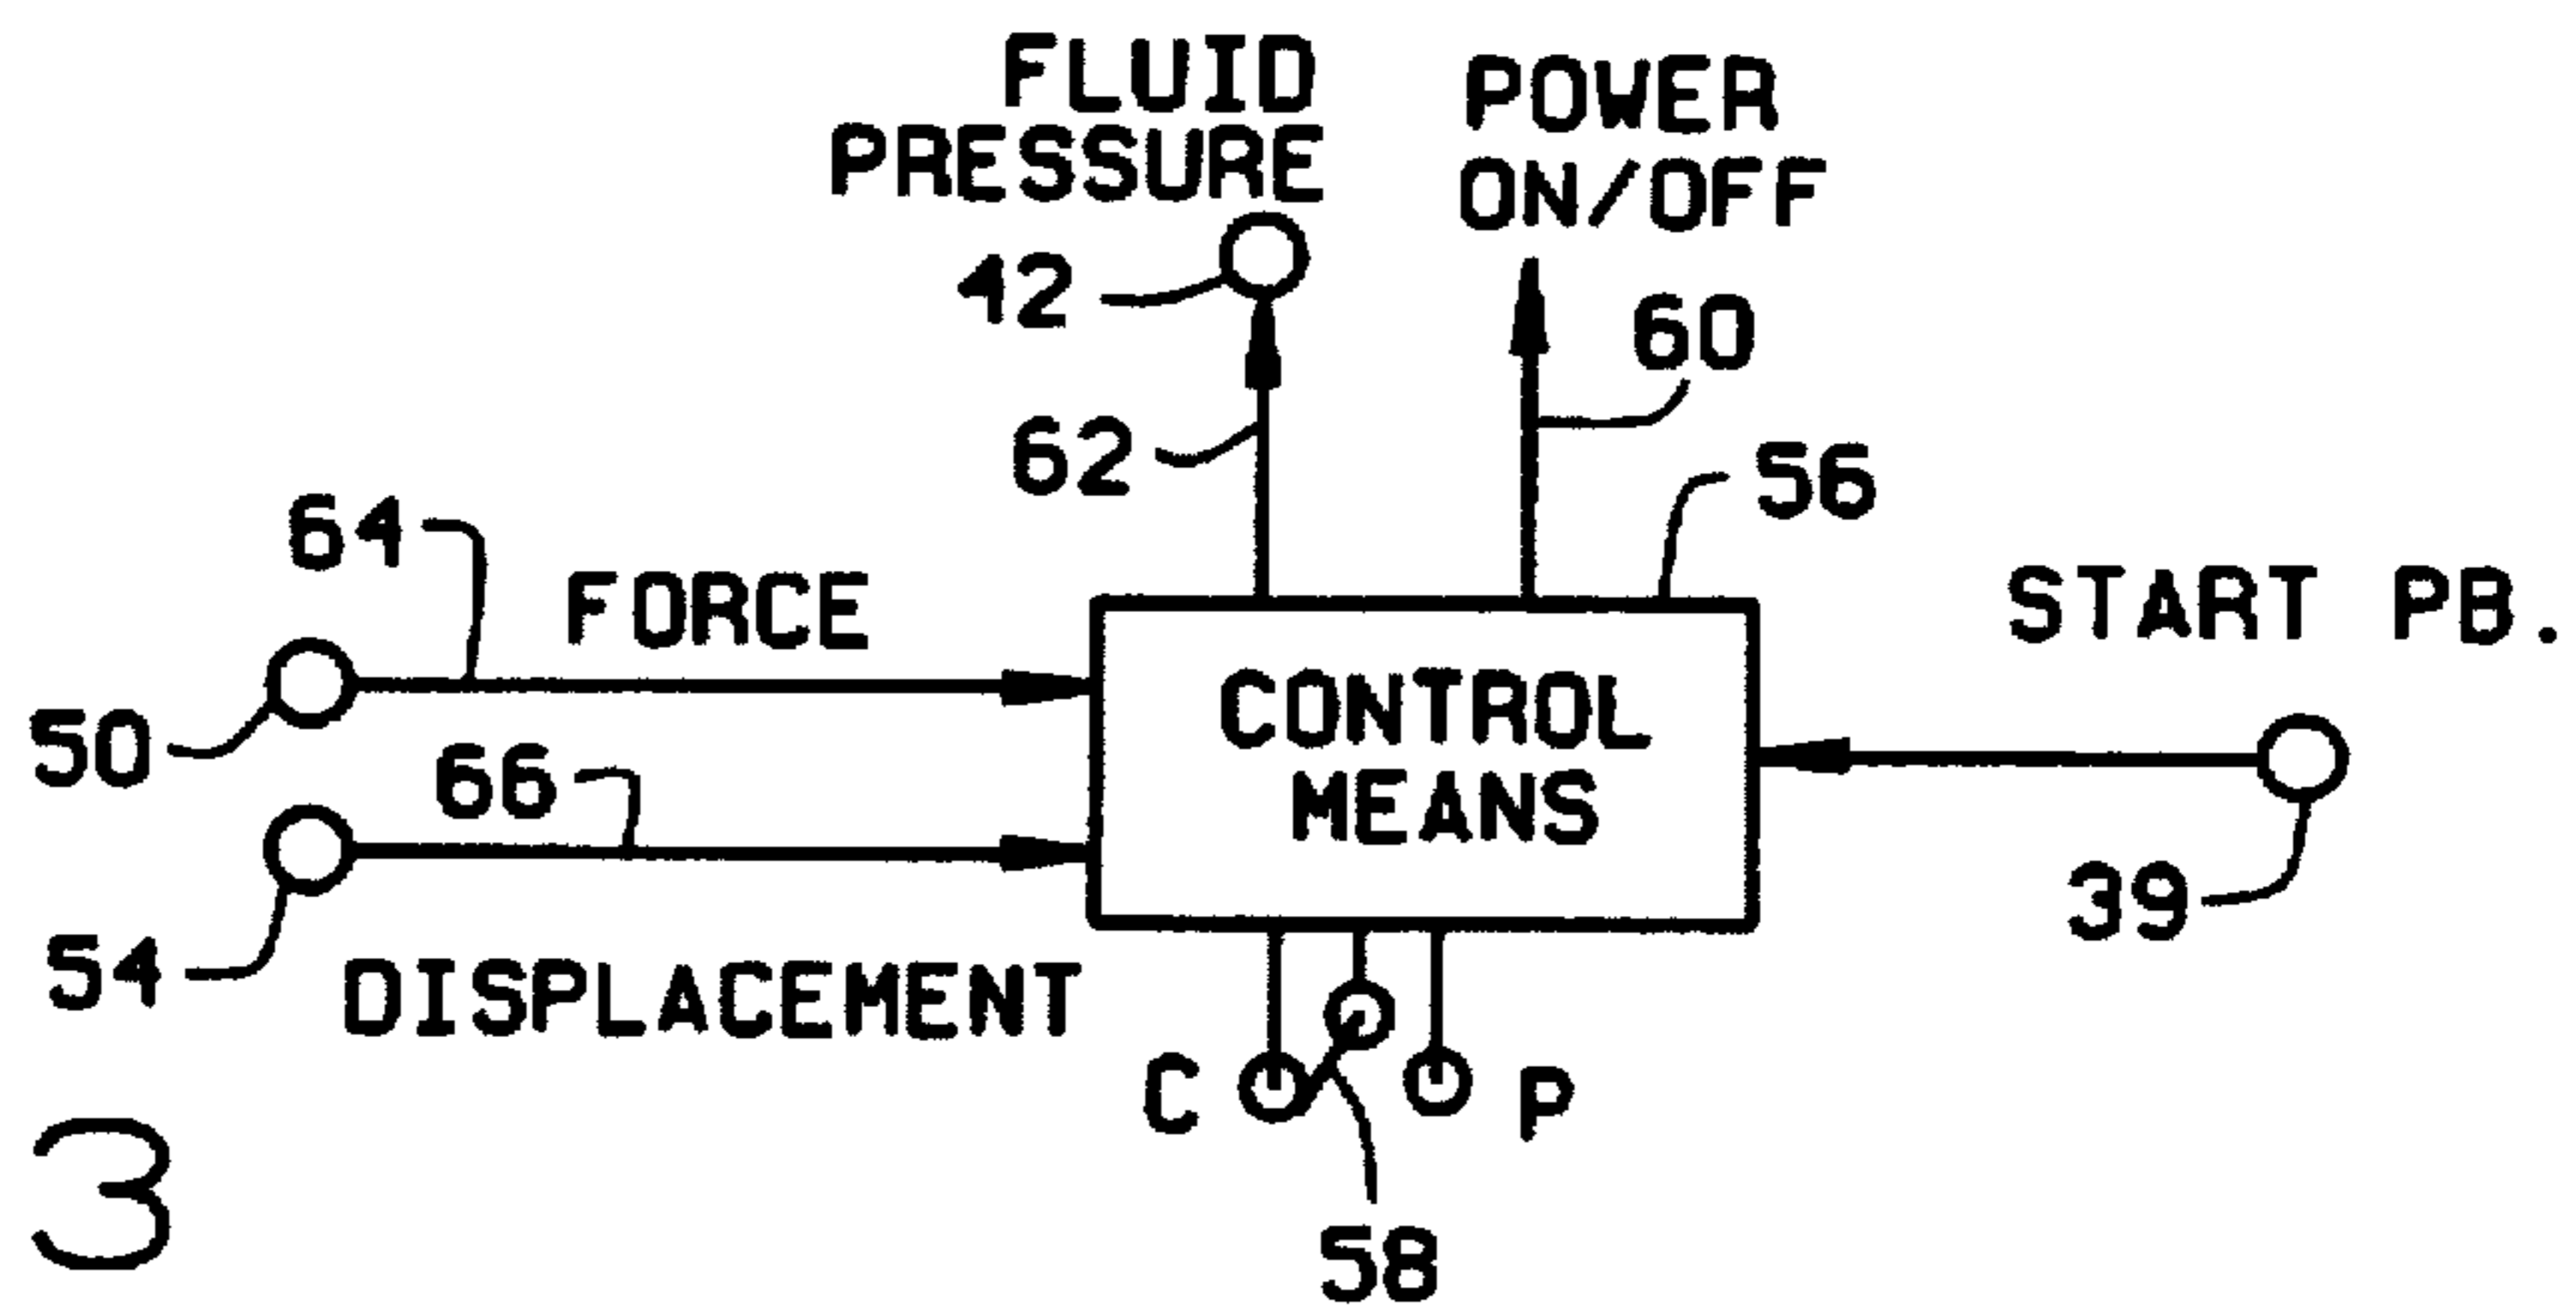 FLUID
PRESSURE
POWER
ON/OFF
42
60
62
56
64
FORCE
START PB.
50
CONTROL
MEANS
66
39
54
DISPLACEMENT
C
P
3
58